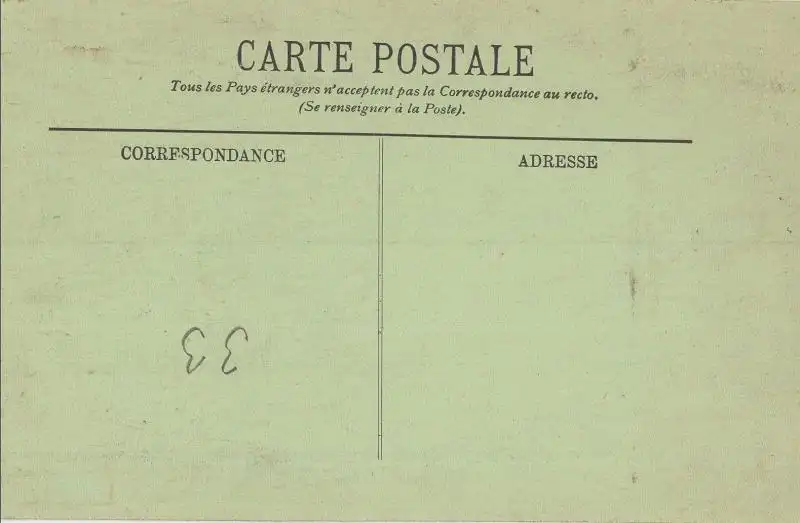 CARTE POSTALE
Tous les Pays étrangers n'acceptent pas la Correspondance au recto.
(Se renseigner à la Poste).
CORRESPONDANCE
ADRESSE
33